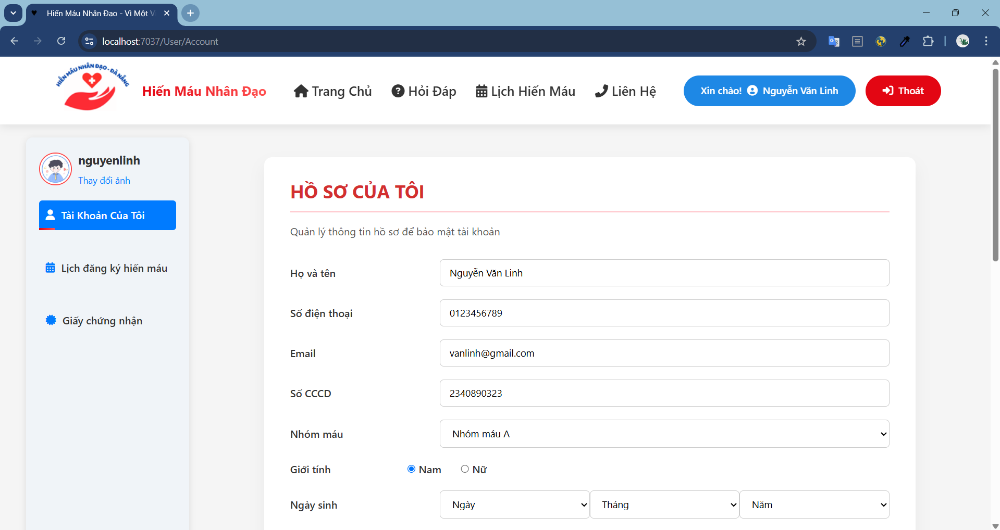 Hiến Máu Nhân Đạo - Vì Một V
localhost:7037/User/Account
HIẾN MÁU NHÂN ĐẠO - ĐÀ NẴNG
Hiến Máu Nhân Đạo
Trang Chủ
Hỏi Đáp
Lịch Hiến Máu
Liên Hệ
Xin chào! Nguyễn Văn Linh
Thoát
nguyenlinh
Thay đổi ảnh
Tài Khoản Của Tôi
Lịch đăng ký hiến máu
Giấy chứng nhận
HỒ SƠ CỦA TÔI
Quản lý thông tin hồ sơ để bảo mật tài khoản
Họ và tên
Nguyễn Văn Linh
Số điện thoại
0123456789
Email
vanlinh@gmail.com
Số CCCD
2340890323
Nhóm máu
Nhóm máu A
Giới tính
Nam
Nữ
Ngày sinh
Ngày
Tháng
Năm